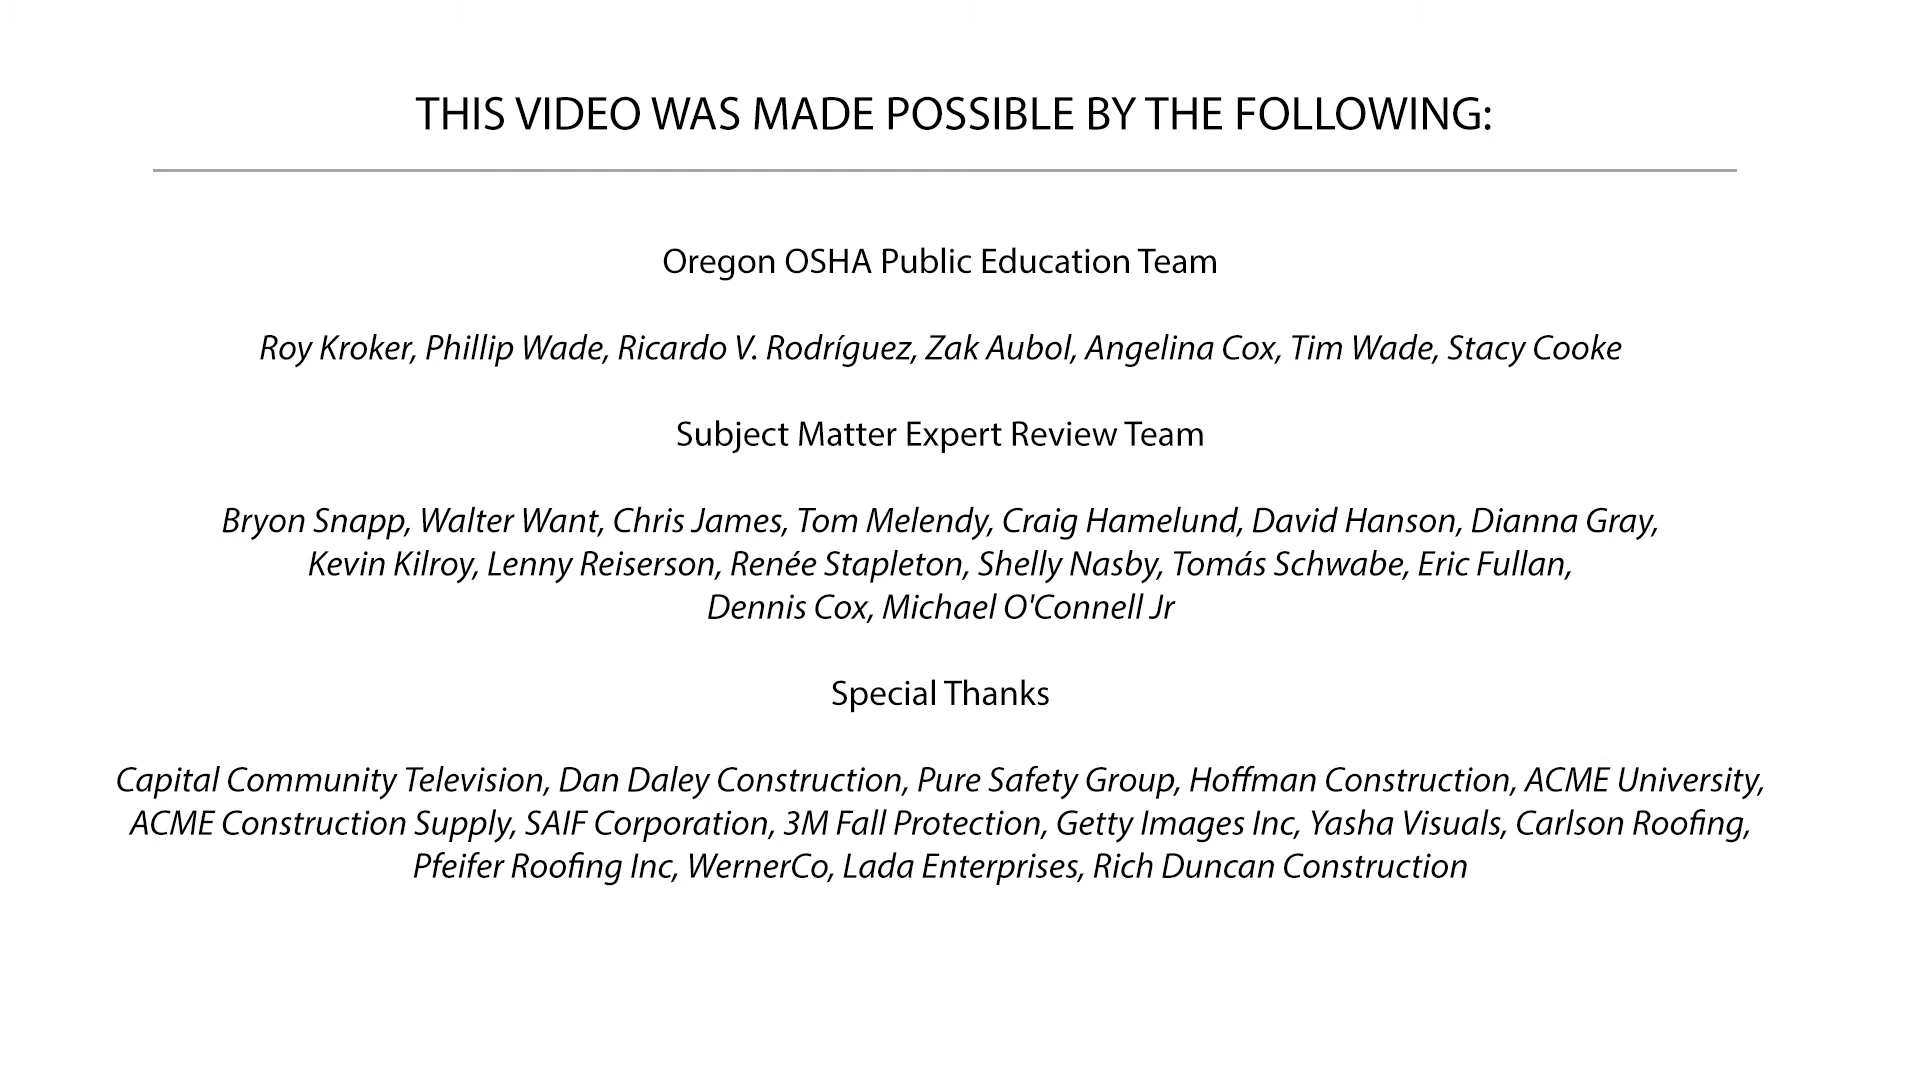 THIS VIDEO WAS MADE POSSIBLE BY THE FOLLOWING:
Oregon OSHA Public Education Team
Roy Kroker, Phillip Wade, Ricardo V. Rodríguez, Zak Aubol, Angelina Cox, Tim Wade, Stacy Cooke
Subject Matter Expert Review Team
Bryon Snapp, Walter Want, Chris James, Tom Melendy, Craig Hamelund, David Hanson, Dianna Gray,
Kevin Kilroy, Lenny Reiserson, Renée Stapleton, Shelly Nasby, Tomás Schwabe, Eric Fullan,
Dennis Cox, Michael O'Connell Jr
Special Thanks
Capital Community Television, Dan Daley Construction, Pure Safety Group, Hoffman Construction, ACME University,
ACME Construction Supply, SAIF Corporation, 3M Fall Protection, Getty Images Inc, Yasha Visuals, Carlson Roofing,
Pfeifer Roofing Inc, WernerCo, Lada Enterprises, Rich Duncan Construction